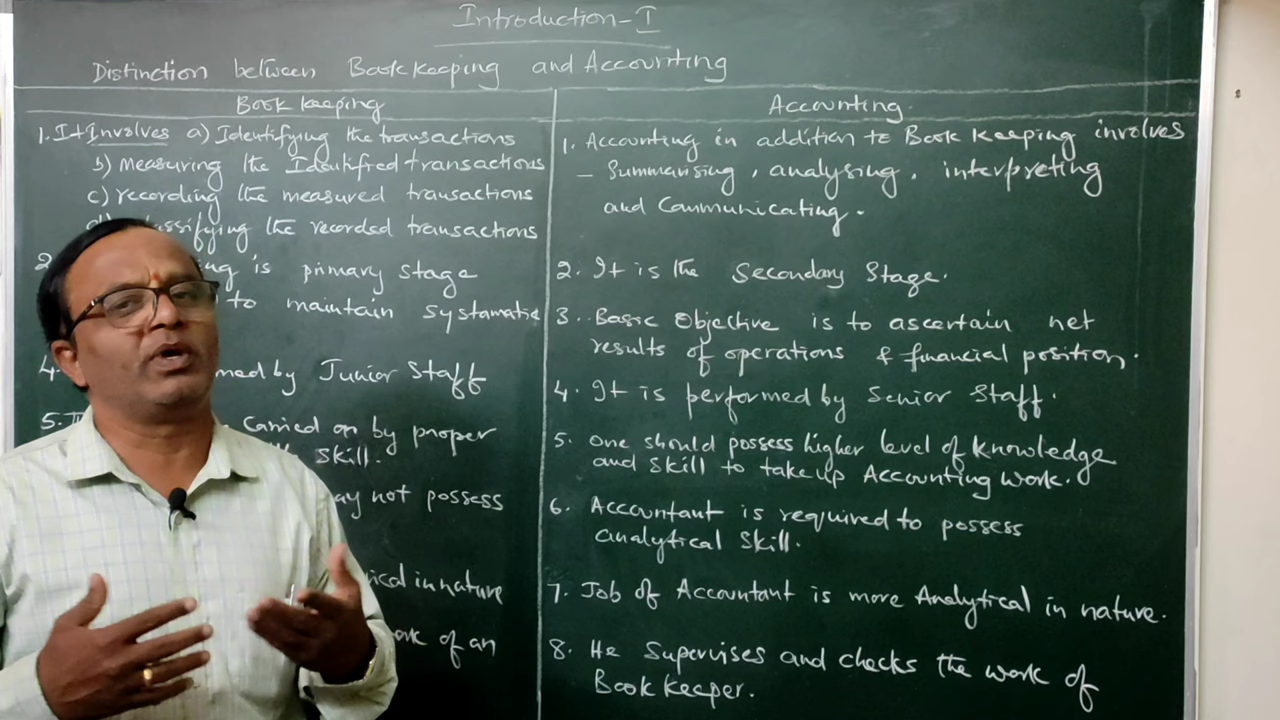 Introduction-I
Distinction between Book keeping and Accounting
Book keeping
1. It Involves a) Identifying the transactions
b) measuring the Identified transactions
c) recording the measured transactions
the recorded transactions
2
is primary stage
to maintain systematic
4.
by Junior Staff
5.
carried on by proper
Skill.
not possess
in nature
of an
Accounting.
1. Accounting in addition to Book keeping involves
- Summarising, analysing, interpreting
and Communicating.
2. It is the Secondary Stage.
3. Basic Objective is to ascertain net
results of operations & financial position.
4. It is performed by Senior Staff.
5. One should possess higher level of knowledge
and Skill to take up Accounting work.
6. Accountant is required to possess
analytical Skill.
7. Job of Accountant is more Analytical in nature.
8. He Supervises and checks the work of
Book keeper.